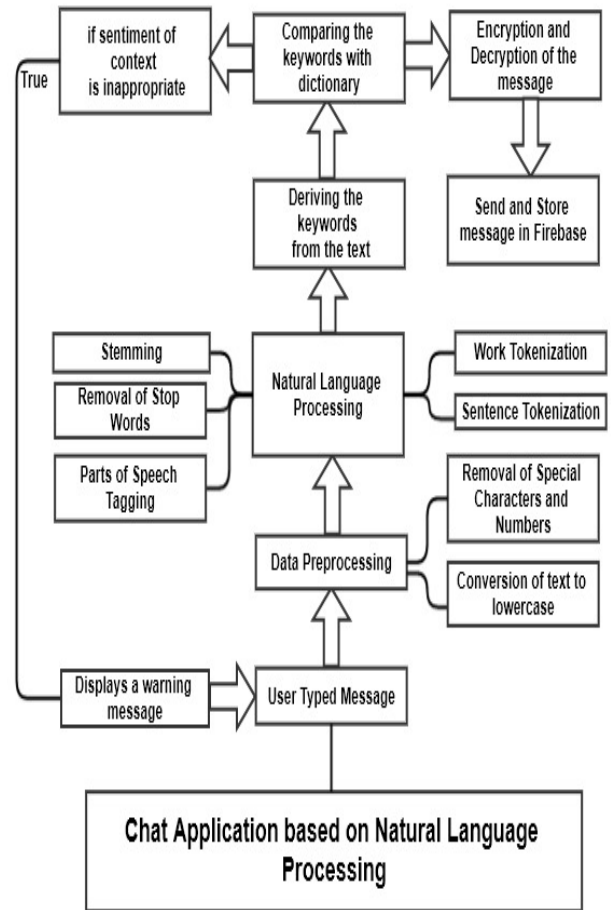 if sentiment of
context
is inappropriate
Comparing the
keywords with
dictionary
Encryption and
Decryption of the
message
True
Deriving the
keywords
from the text
Send and Store
message in Firebase
Stemming
Removal of Stop
Words
Parts of Speech
Tagging
Natural Language
Processing
Work Tokenization
Sentence Tokenization
Removal of Special
Characters and
Numbers
Data Preprocessing
Conversion of text to
lowercase
Displays a warning
message
User Typed Message
Chat Application based on Natural Language
Processing